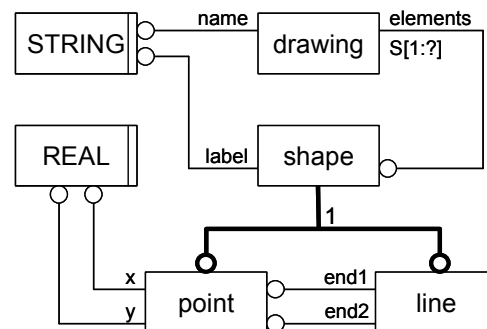 name
elements
STRING
drawing
S[1:?]
REAL
label
shape
1
x
end1
point
line
y
end2